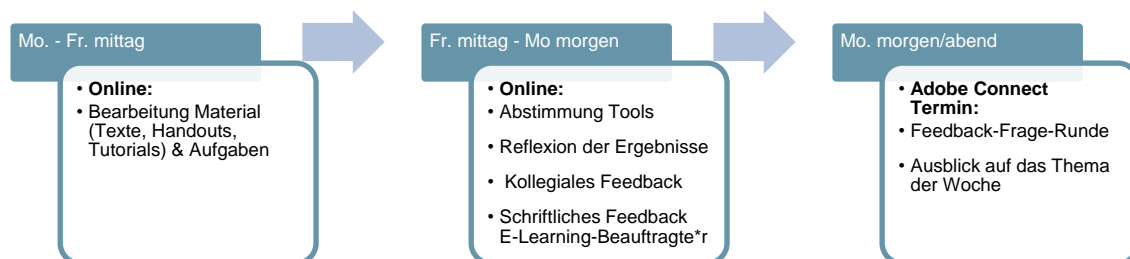 Mo. - Fr. mittag
• Online:
• Bearbeitung Material
(Texte, Handouts,
Tutorials) & Aufgaben
Fr. mittag - Mo morgen
• Online:
• Abstimmung Tools
• Reflexion der Ergebnisse
• Kollegiales Feedback
• Schriftliches Feedback
E-Learning-Beauftragte*r
Mo. morgen/abend
• Adobe Connect
Termin:
• Feedback-Frage-Runde
• Ausblick auf das Thema
der Woche